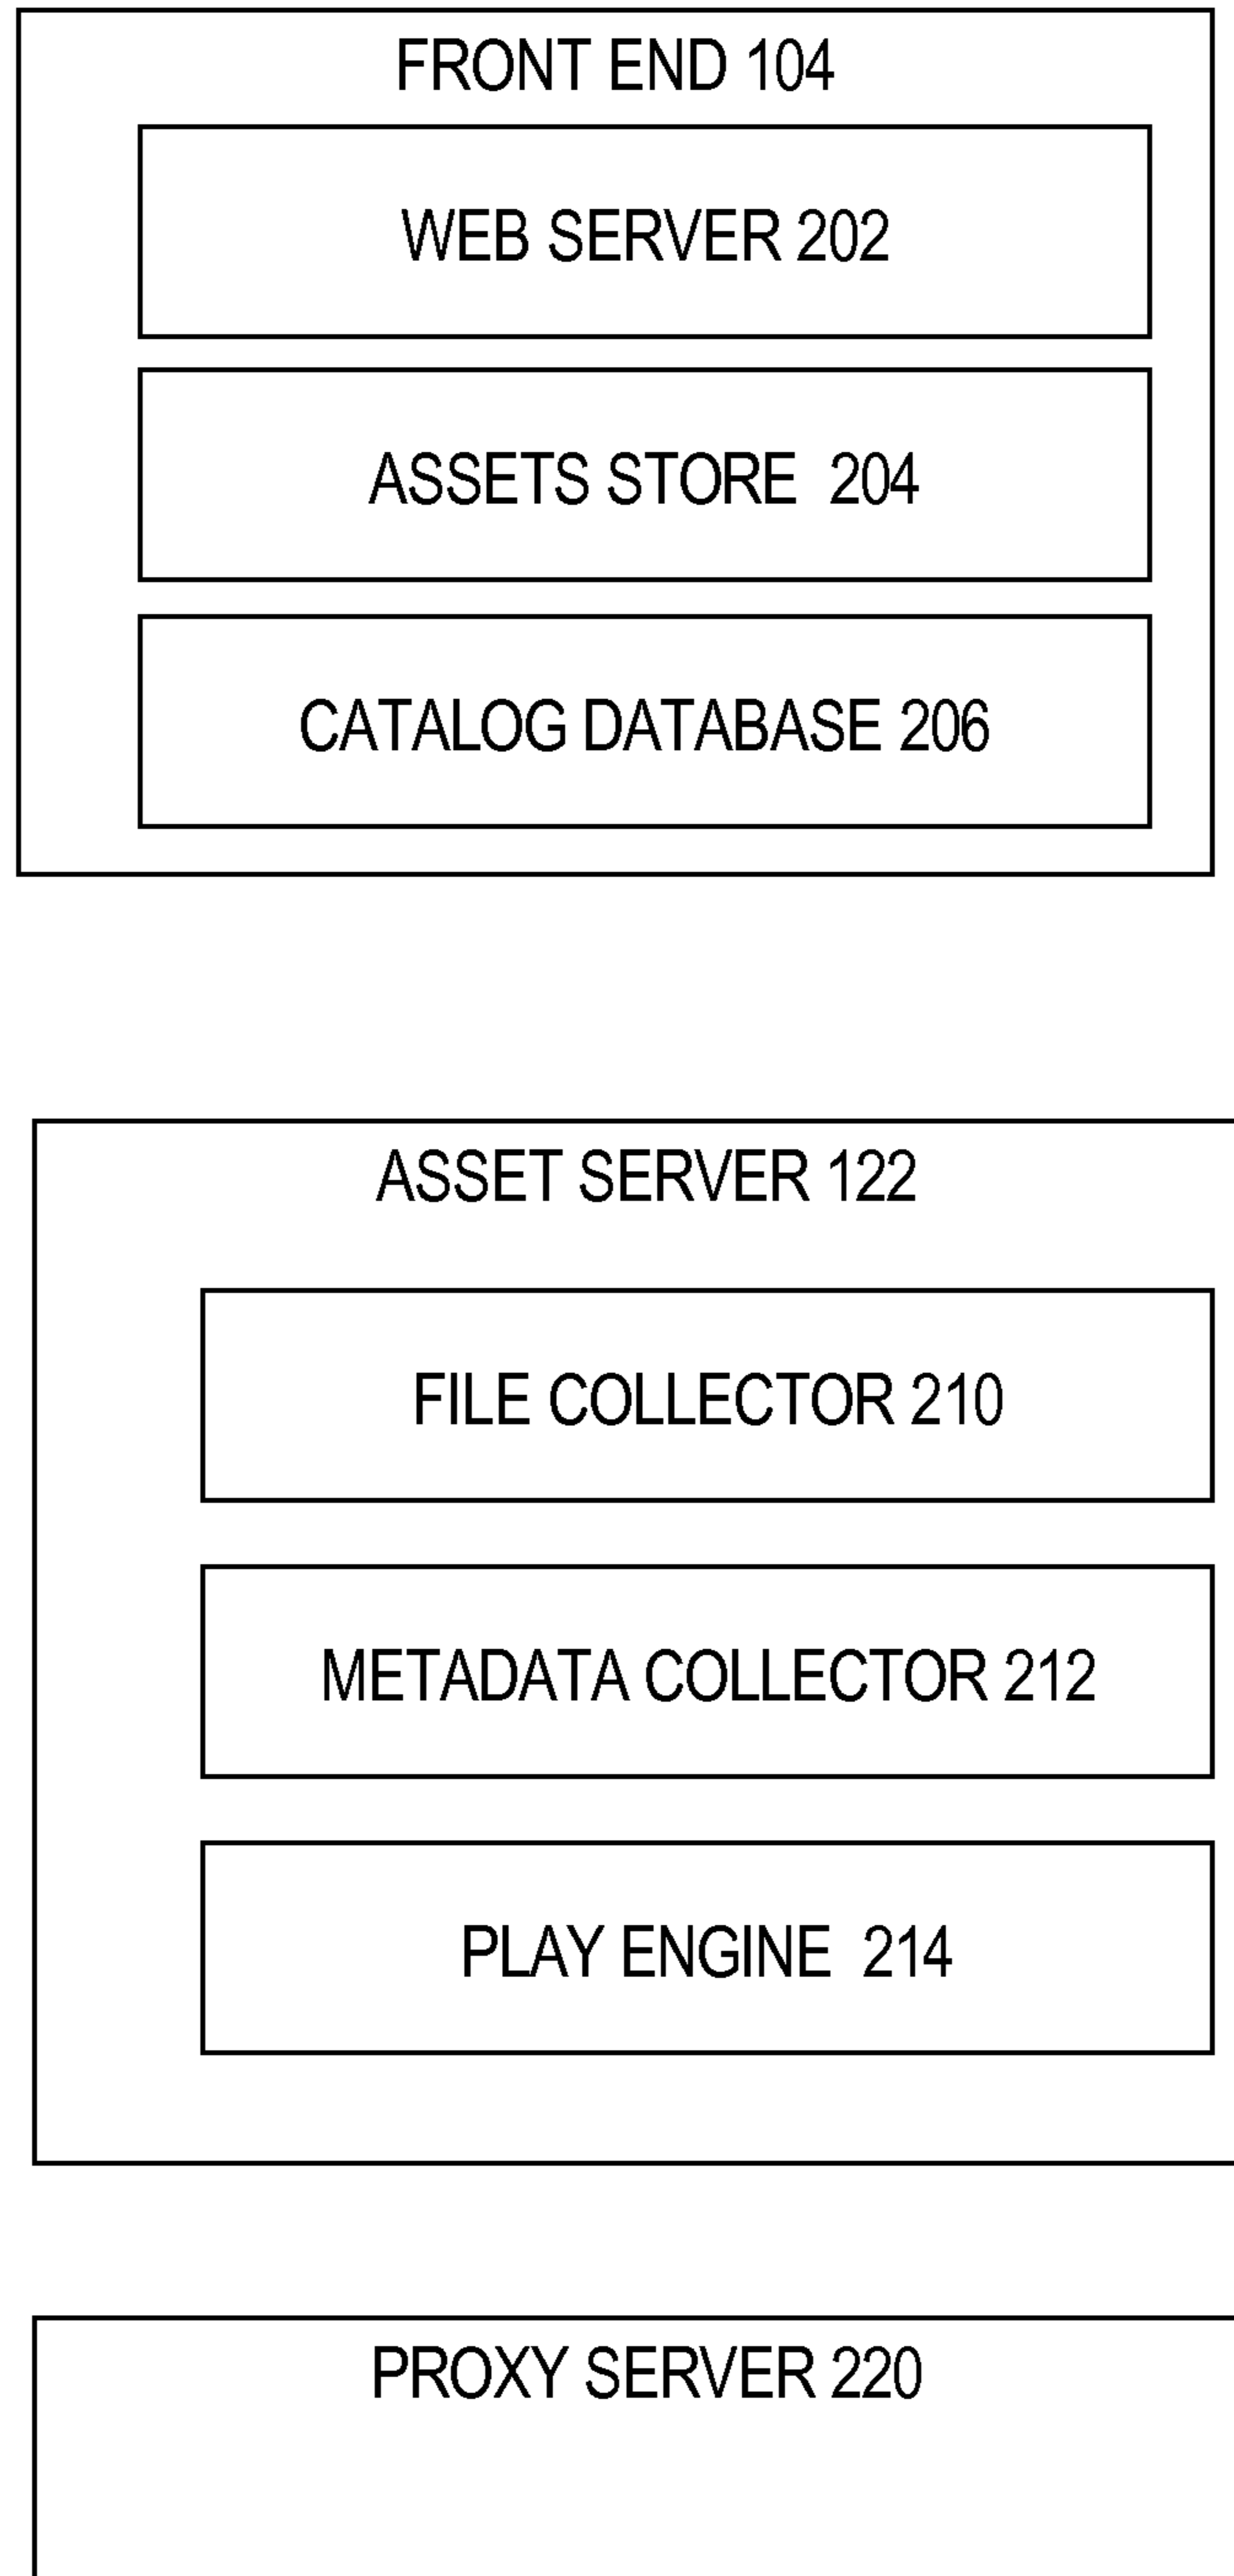 FRONT END 104
WEB SERVER 202
ASSETS STORE 204
CATALOG DATABASE 206
ASSET SERVER 122
FILE COLLECTOR 210
METADATA COLLECTOR 212
PLAY ENGINE 214
PROXY SERVER 220